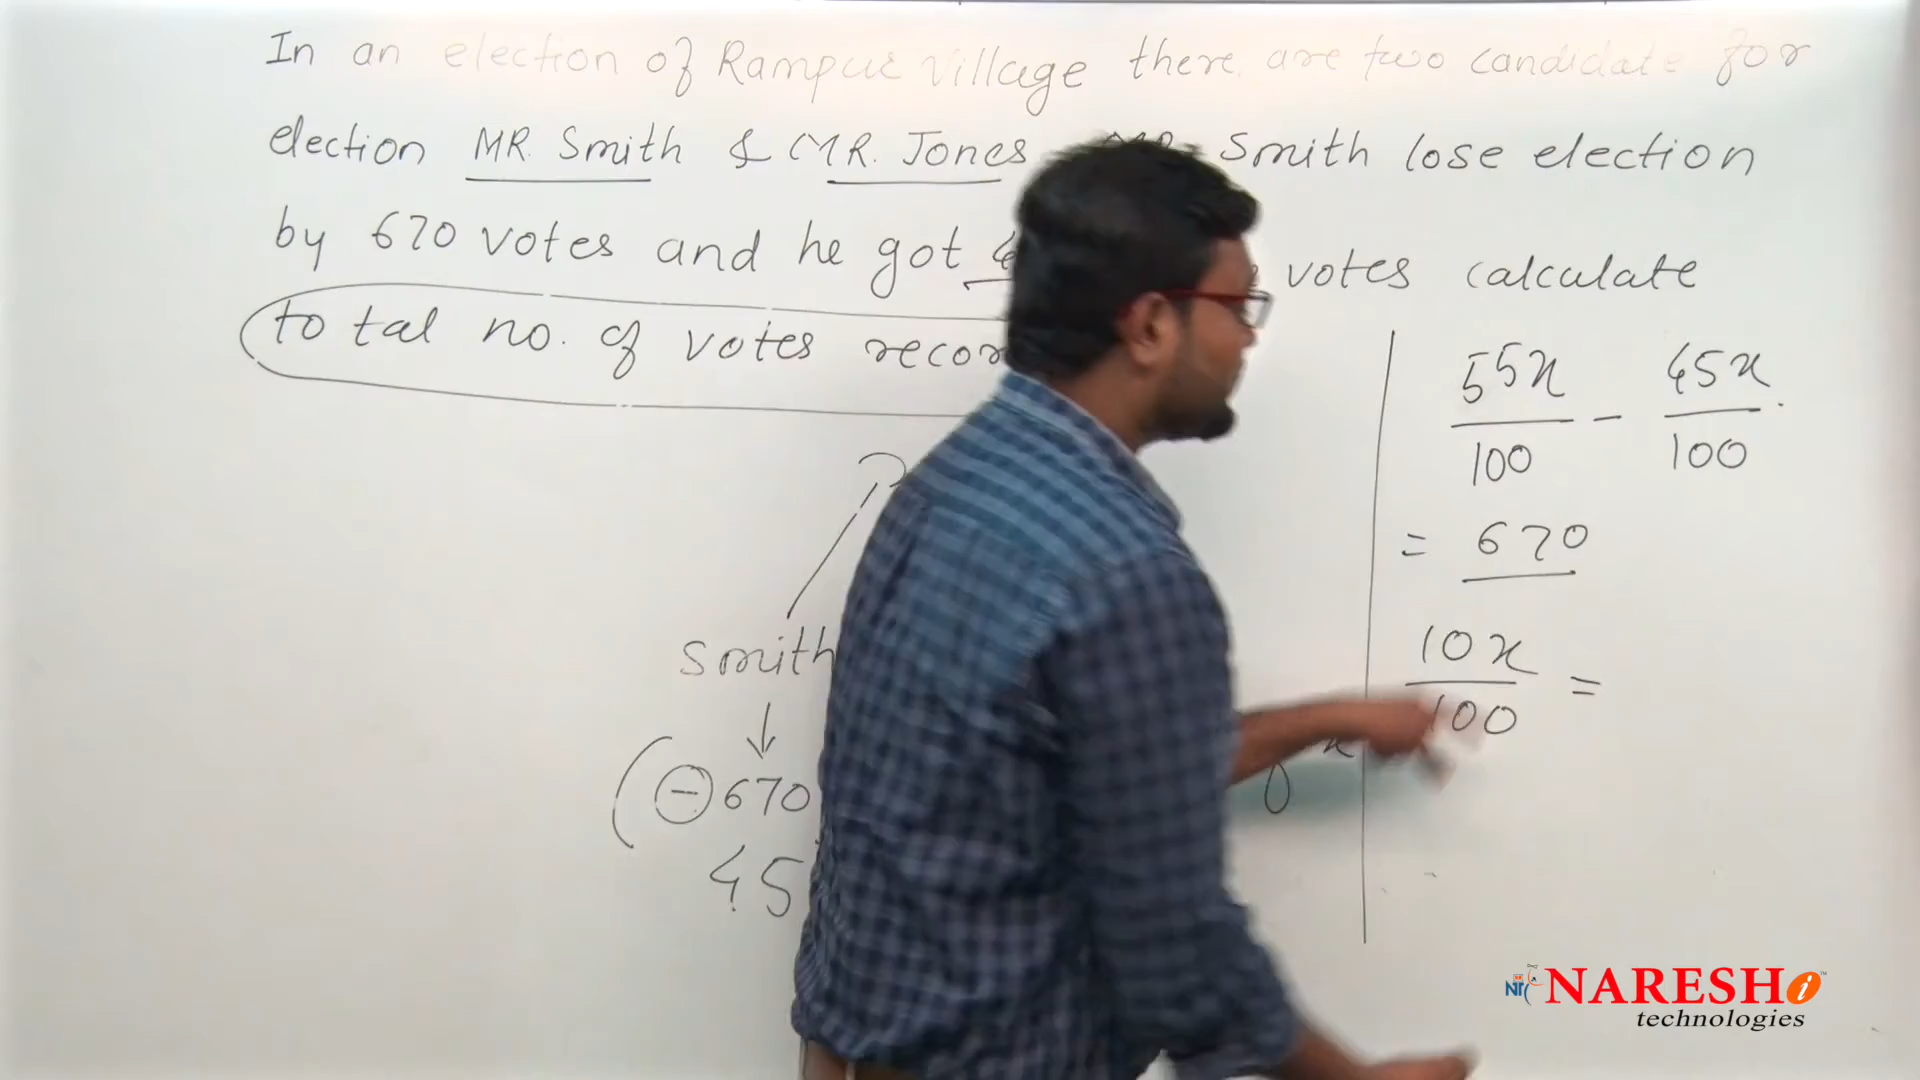 In an election of Rampur village there are two candidate for
election MR. Smith & MR. Jones Smith lose election
by 670 votes and he got votes calculate
total no. of votes
55x/100 - 45x/100
= 670
10x/100 =
Smith
- 670
45
x
NARESH i
technologies